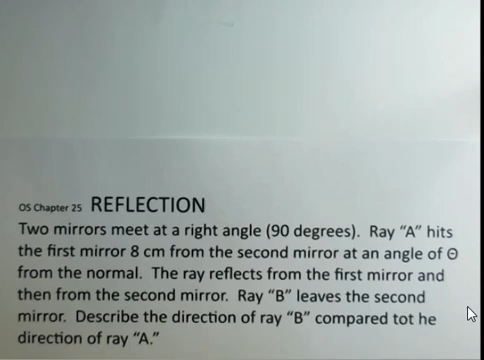 OS Chapter 25 REFLECTION
Two mirrors meet at a right angle (90 degrees). Ray “A” hits
the first mirror 8 cm from the second mirror at an angle of Θ
from the normal. The ray reflects from the first mirror and
then from the second mirror. Ray “B” leaves the second
mirror. Describe the direction of ray “B” compared tot he
direction of ray “A.”